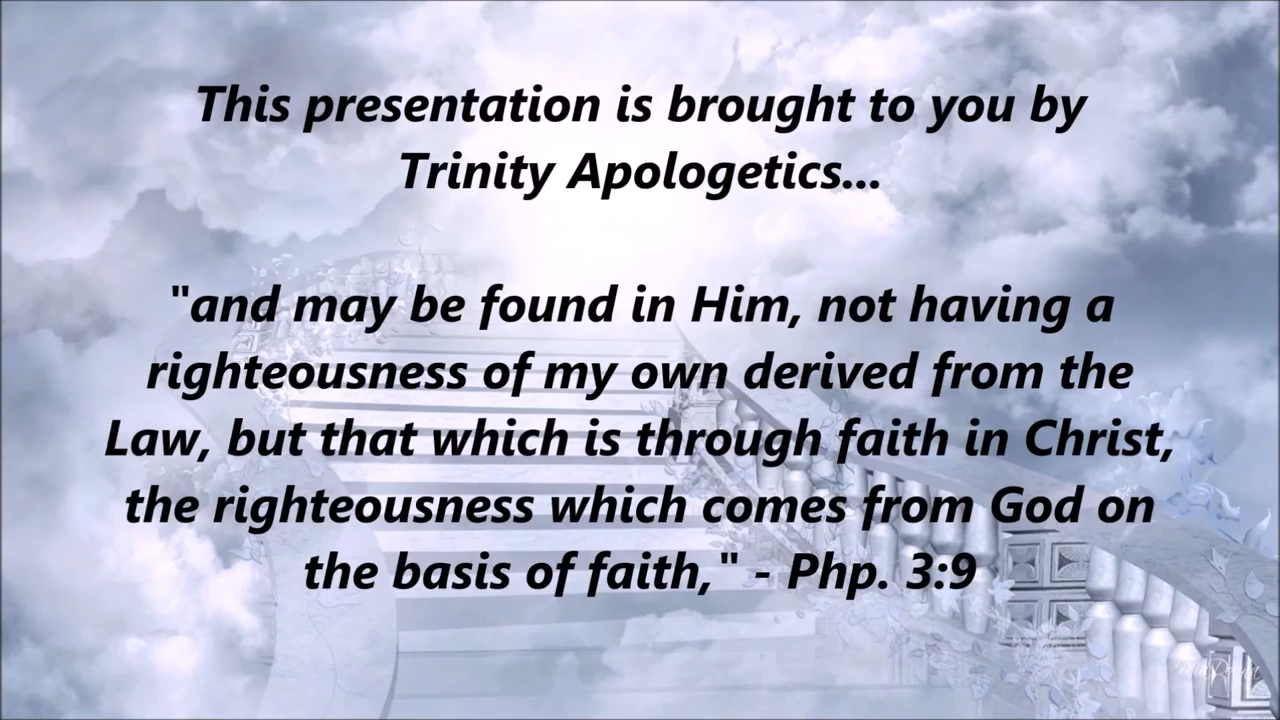 This presentation is brought to you by
Trinity Apologetics...
"and may be found in Him, not having a
righteousness of my own derived from the
Law, but that which is through faith in Christ,
the righteousness which comes from God on
the basis of faith," - Php. 3:9